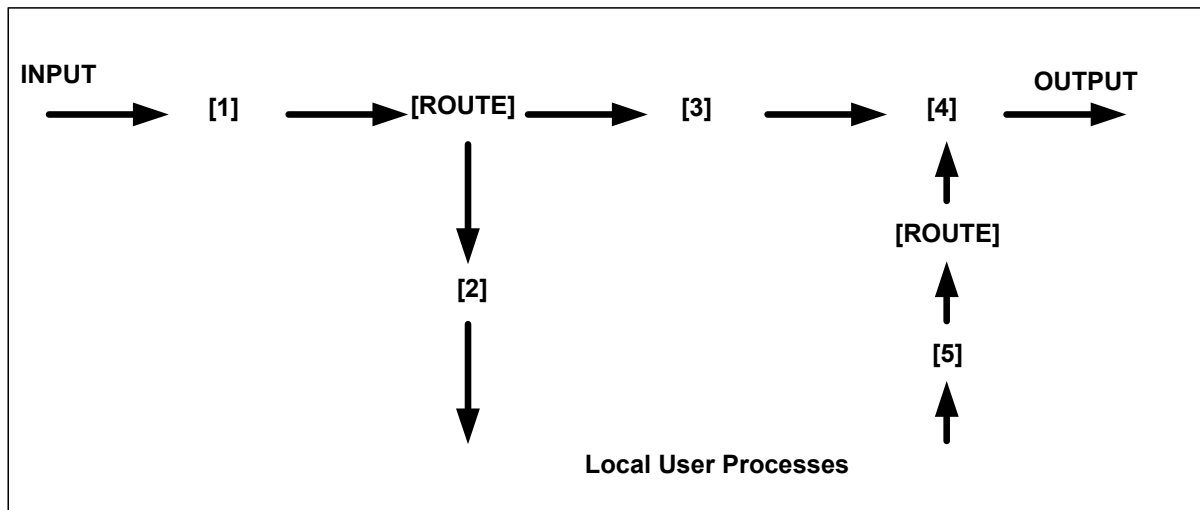 INPUT
OUTPUT
[1]
[ROUTE]
[3]
[4]
[ROUTE]
[2]
[5]
Local User Processes